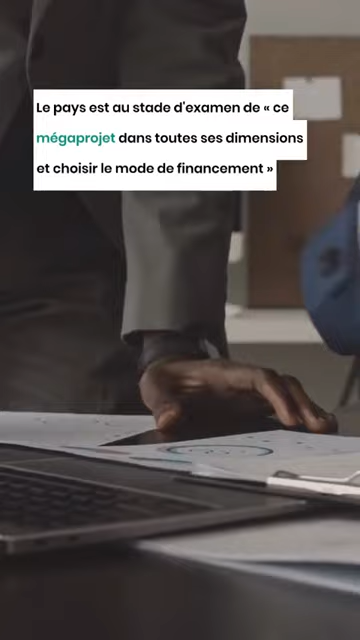 Le pays est au stade d'examen de « ce
mégaprojet dans toutes ses dimensions
et choisir le mode de financement »